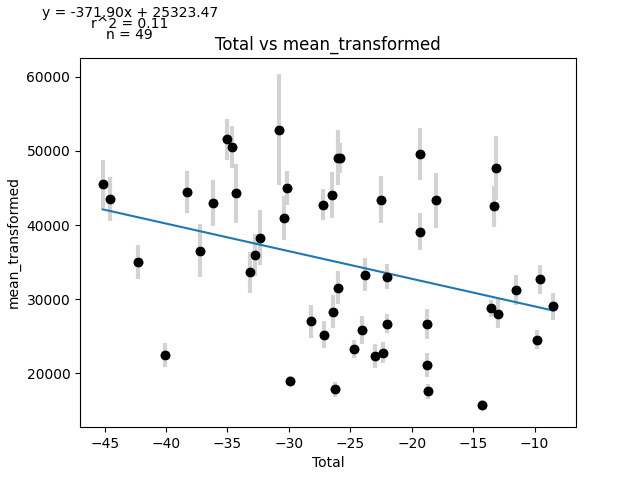 y = -371.90x + 25323.47
r^2 = 0.11
n = 49
Total vs mean_transformed
60000
50000
40000
30000
20000
mean_transformed
−45 −40 −35 −30 −25 −20 −15 −10
Total